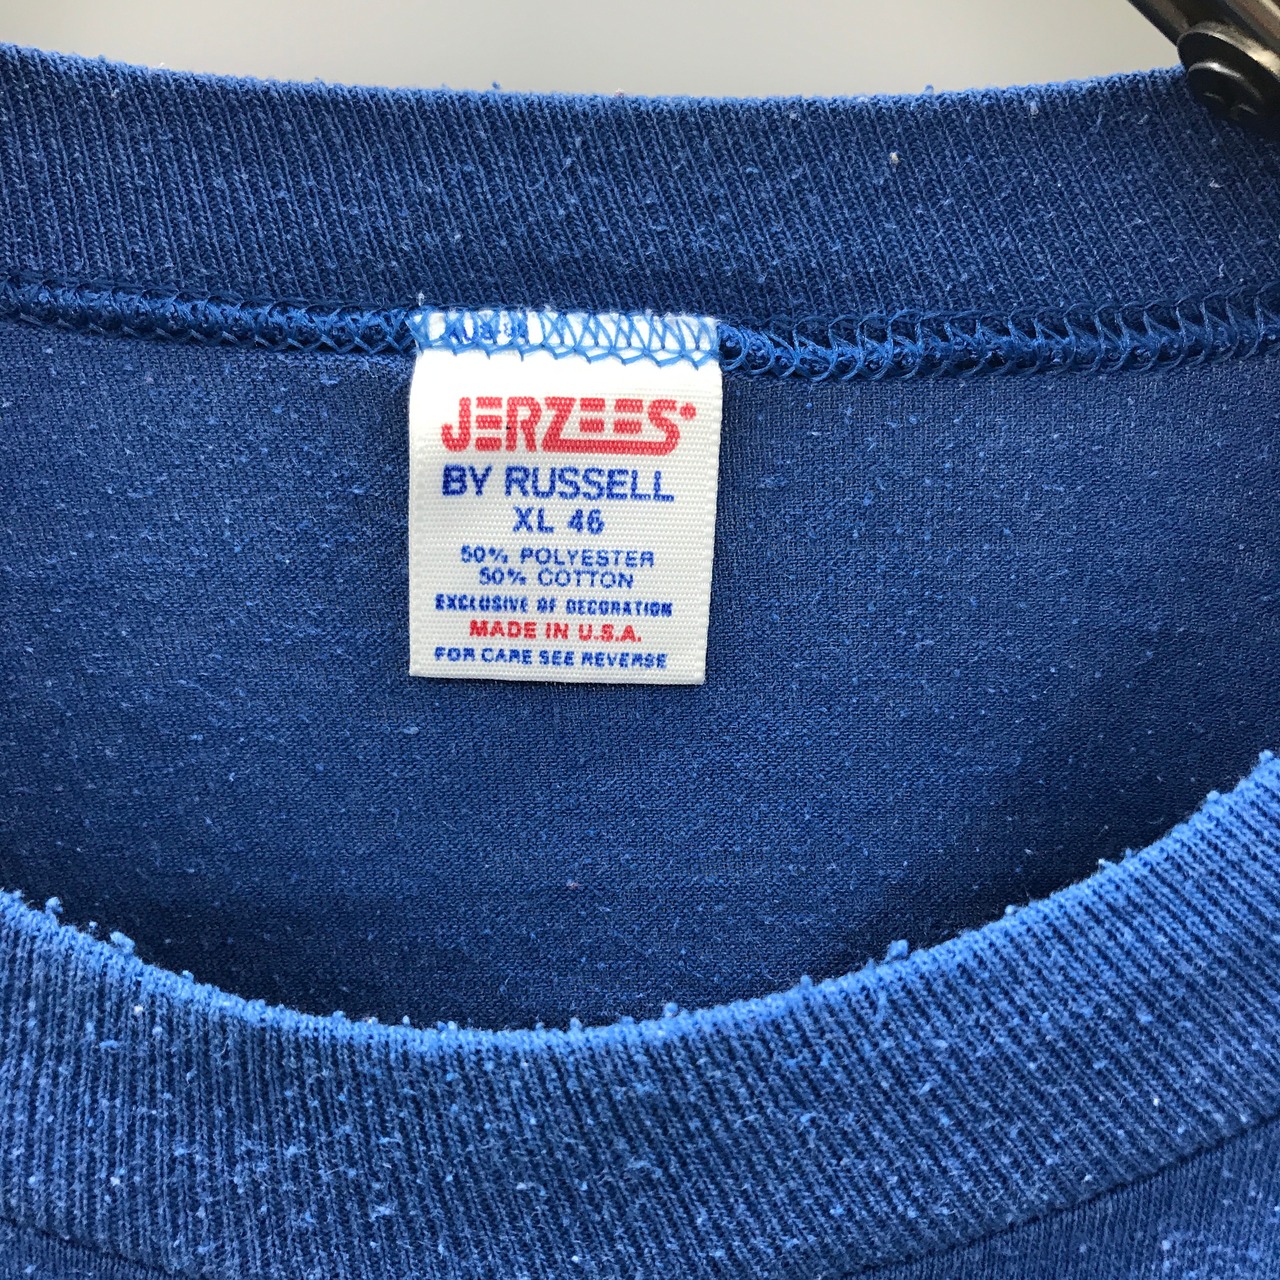 JERZEES
BY RUSSELL
XL 46
50% POLYESTER
50% COTTON
EXCLUSIVE OF DECORATION
MADE IN U.S.A.
FOR CARE SEE REVERSE